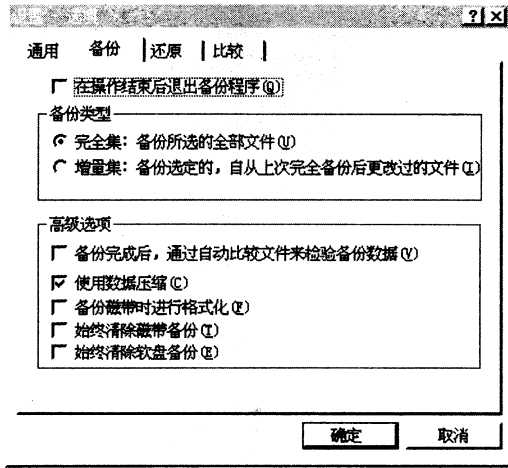 通用 备份 还原 比较
在操作结束后退出备份程序(Q)
备份类型
完全集: 备份所选的全部文件(U)
增量集: 备份选定的, 自从上次完全备份后更改过的文件(I)
高级选项
备份完成后, 通过自动比较文件来检验备份数据(V)
使用数据压缩(C)
备份磁带时进行格式化(F)
始终清除磁带备份(T)
始终清除软盘备份(E)
确定 取消